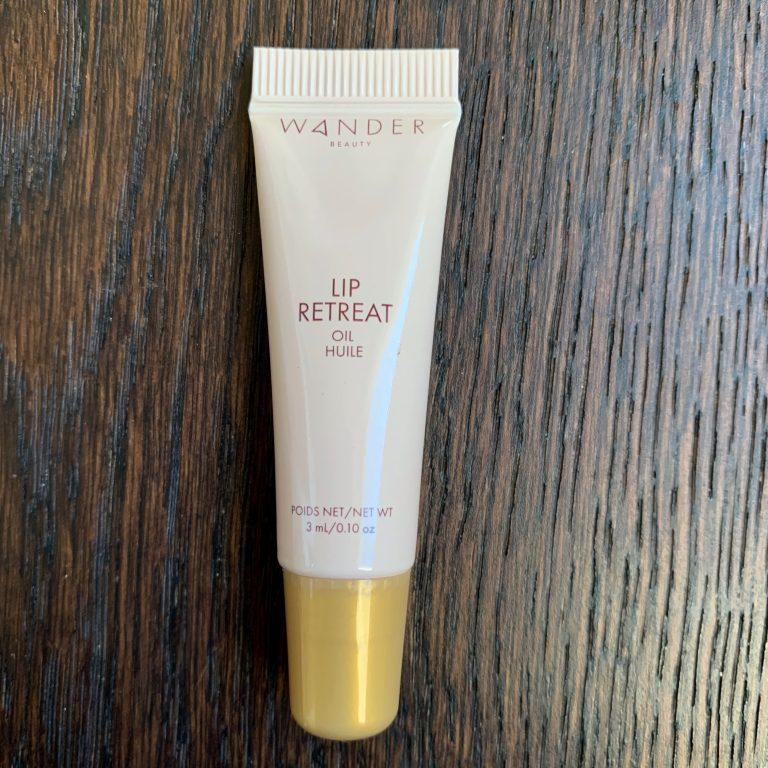 WANDER
BEAUTY
LIP
RETREAT
OIL
HUILE
POIDS NET/NET WT
3 mL/0.10 oz